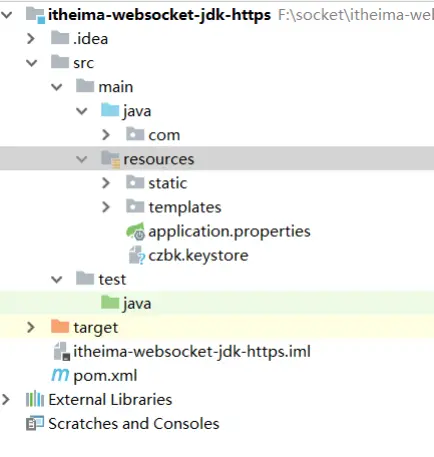 itheima-websocket-jdk-https F:\socket\itheima-wel
.idea
src
main
java
com
resources
static
templates
application.properties
czbk.keystore
test
java
target
itheima-websocket-jdk-https.iml
pom.xml
External Libraries
Scratches and Consoles